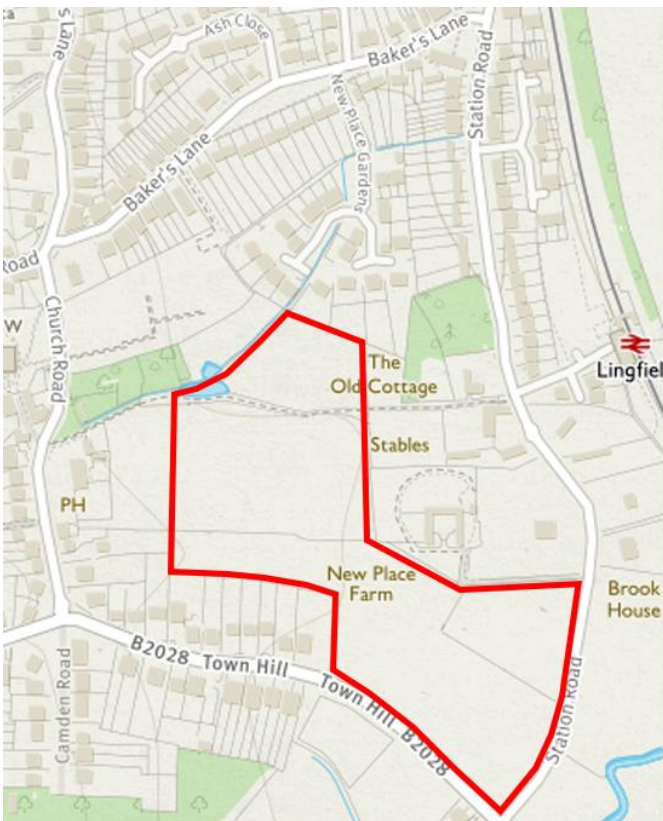 s Lane
Ash Close
Baker's Lane
Station Road
New Place Gardens
Baker's Lane
Road
Church Road
W
The
Old Cottage
Lingfiel
Stables
PH
New Place
Farm
Brook
House
B2028 Town Hill
Town Hill B2028
Camden Road
Station Road